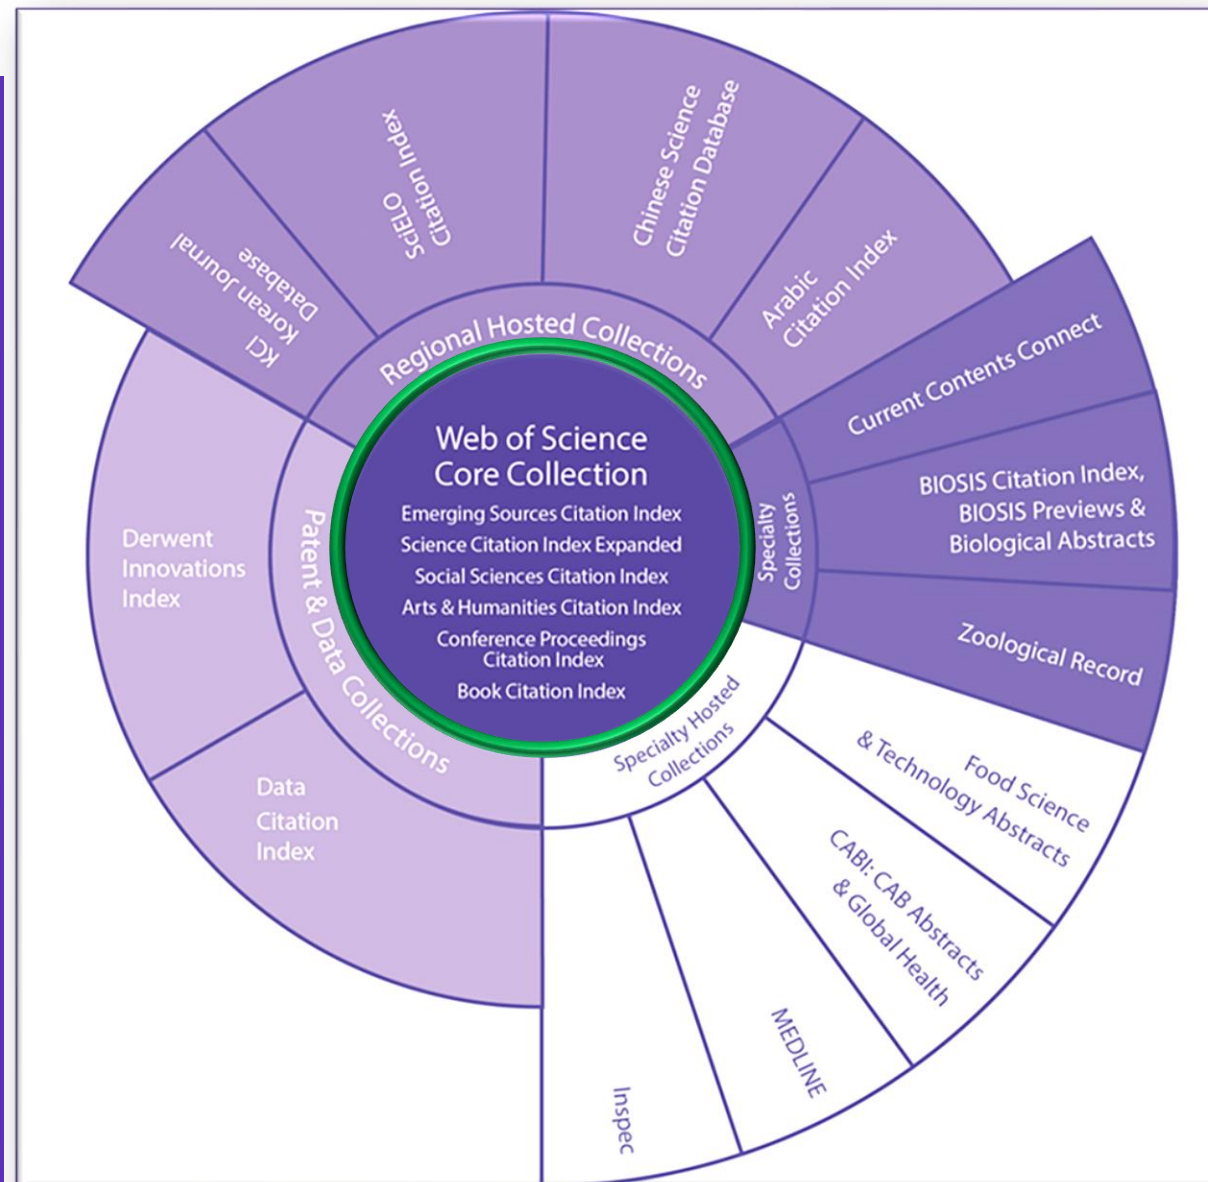 Web of Science
Core Collection
Emerging Sources Citation Index
Science Citation Index Expanded
Social Sciences Citation Index
Arts & Humanities Citation Index
Conference Proceedings
Citation Index
Book Citation Index
Regional Hosted Collections
KCI
Korean Journal
Database
SciELO
Citation Index
Chinese Science
Citation Database
Arabic
Citation Index
Specialty
Collections
Current Contents Connect
BIOSIS Citation Index,
BIOSIS Previews &
Biological Abstracts
Zoological Record
Specialty Hosted
Collections
Food Science
& Technology Abstracts
CABI: CAB Abstracts
& Global Health
MEDLINE
Inspec
Patent & Data Collections
Data
Citation
Index
Derwent
Innovations
Index